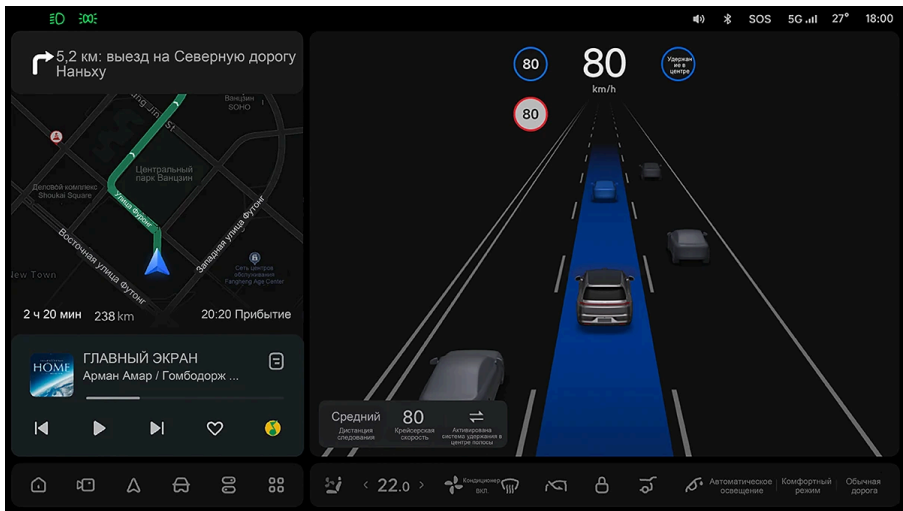 SOS 5G 27° 18:00
5,2 км: выезд на Северную дорогу
Наньху
Ванцзин
SOHO
ng Jing St
Центральный
парк Ванцзин
Деловой комплекс
Shoukai Square
Улица Фуронг
Восточная улица Футонг
Западная улица Футонг
Сеть центров
обслуживания
Fangheng Age Center
New Town
2 ч 20 мин 238 km 20:20 Прибытие
HOME
ГЛАВНЫЙ ЭКРАН
Арман Амар / Гомбодорж ...
80
80
km/h
Удержан
ие в
центре
80
Средний
Дистанция
следования
80
Крейсерская
скорость
Активирована
система удержания в
центре полосы
< 22.0 >
Кондиционер
вкл.
Автоматическое
освещение
Комфортный
режим
Обычная
дорога